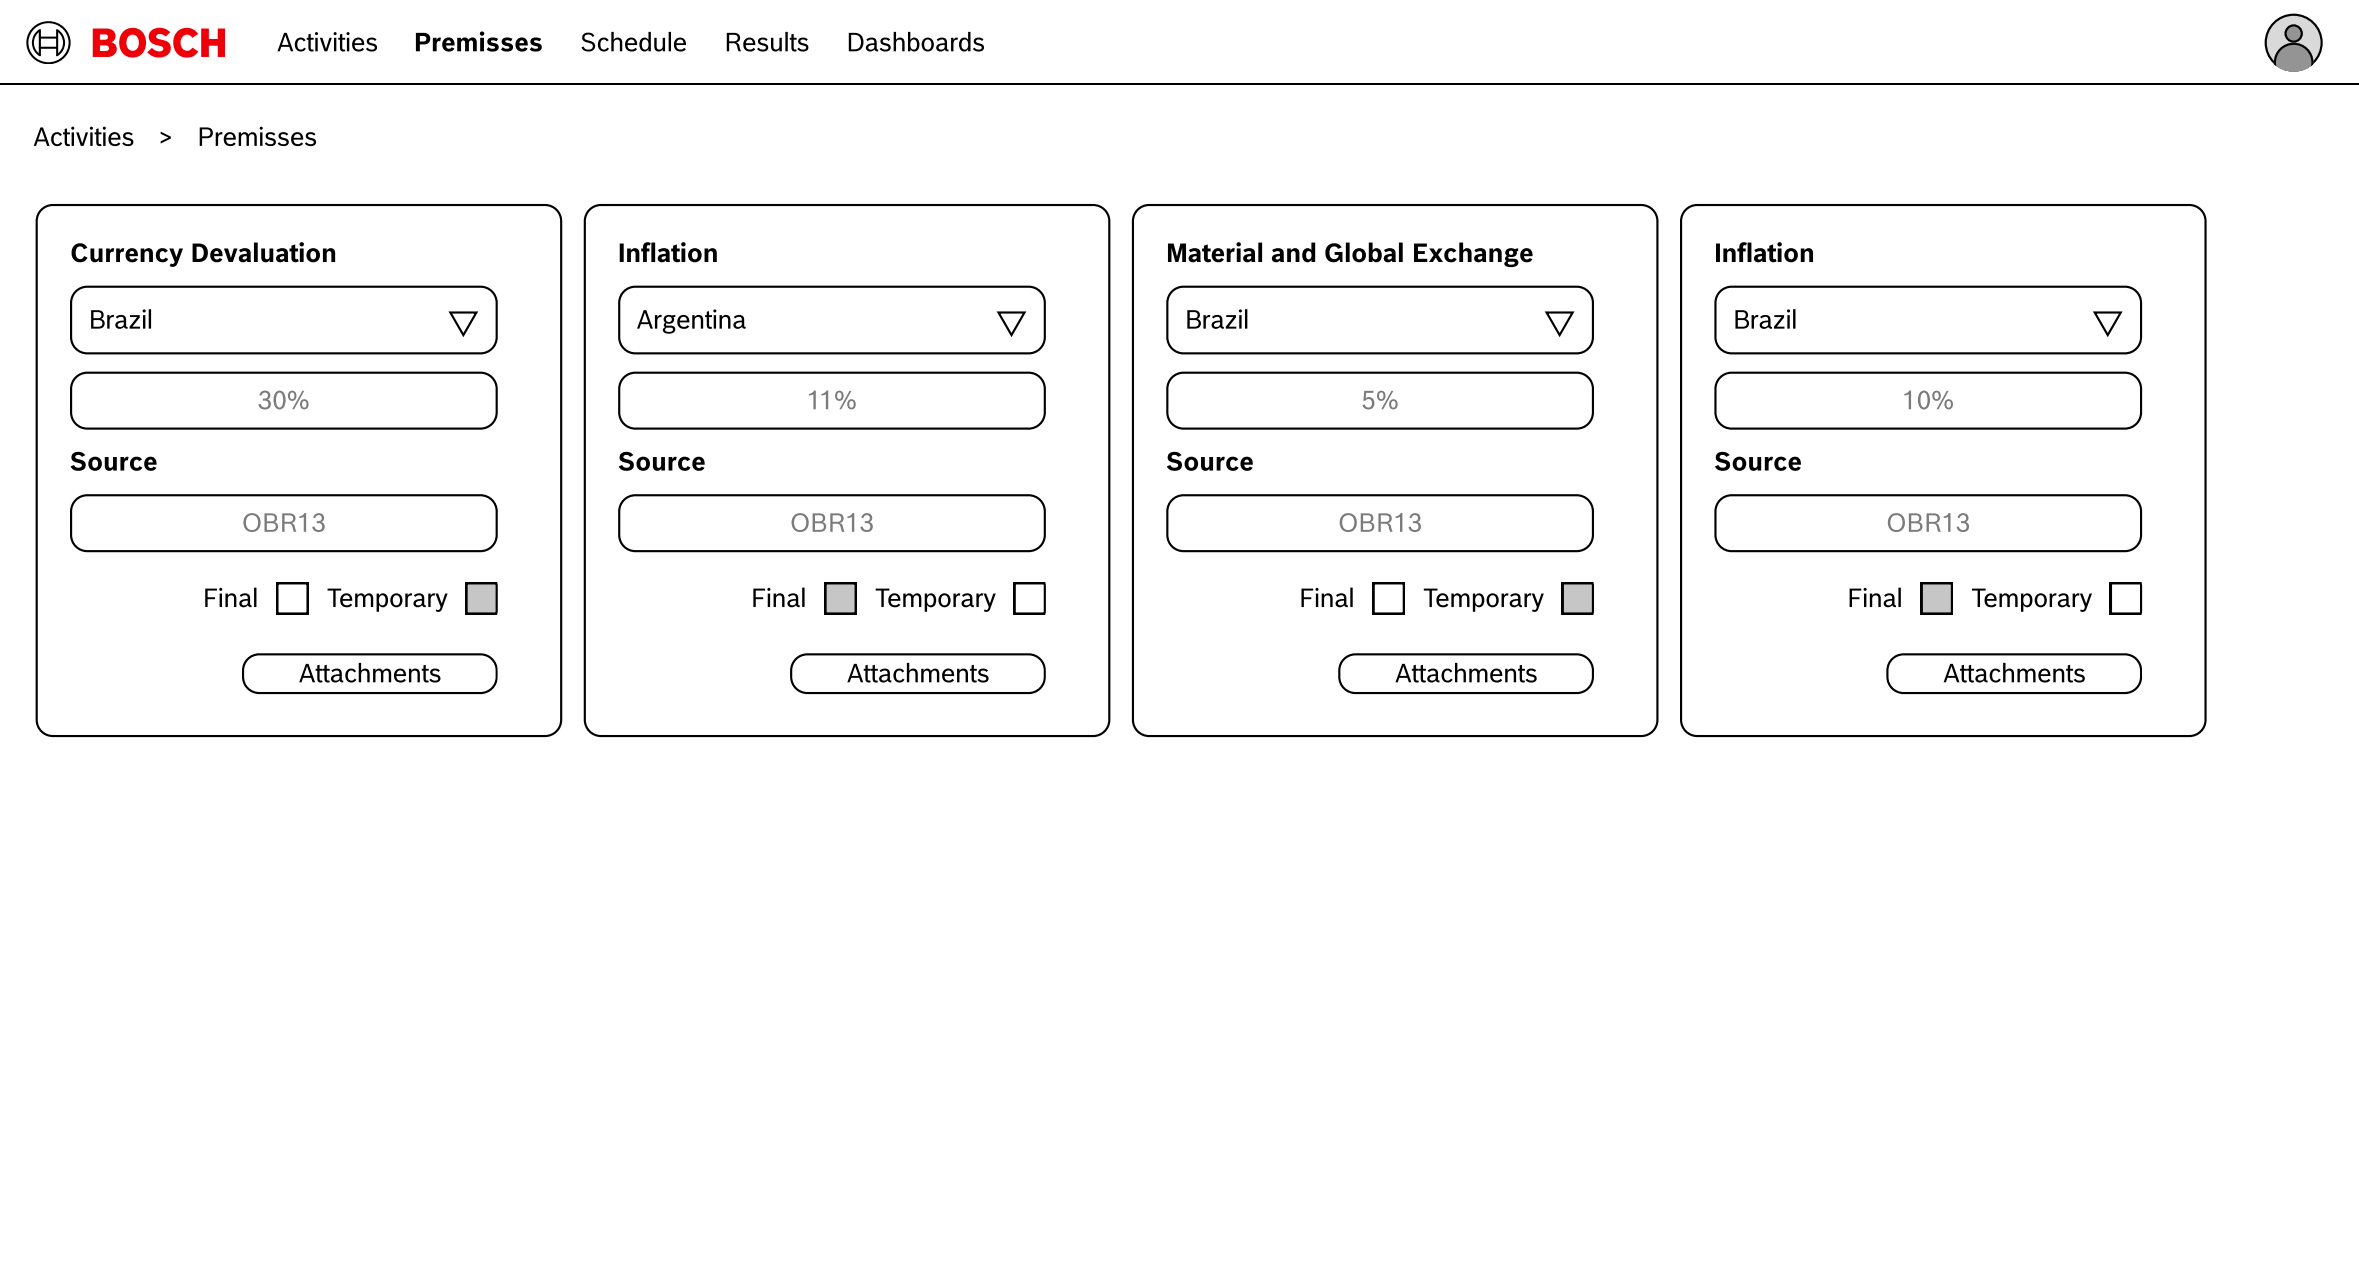 BOSCH Activities Premisses Schedule Results Dashboards
Activities > Premisses
Currency Devaluation
Brazil
30%
Source
OBR13
Final Temporary
Attachments
Inflation
Argentina
11%
Source
OBR13
Final Temporary
Attachments
Material and Global Exchange
Brazil
5%
Source
OBR13
Final Temporary
Attachments
Inflation
Brazil
10%
Source
OBR13
Final Temporary
Attachments